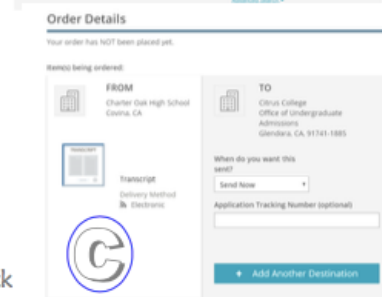 Order Details
Your order has NOT been placed yet.
Item(s) being ordered:
FROM
Charter Oak High School
Covina, CA
TO
Citrus College
Office of Undergraduate
Admissions
Glendora, CA, 91741-1885
TRANSCRIPT
Transcript
Delivery Method
Electronic
When do you want this
sent?
Send Now
Application Tracking Number (optional)
+ Add Another Destination
C